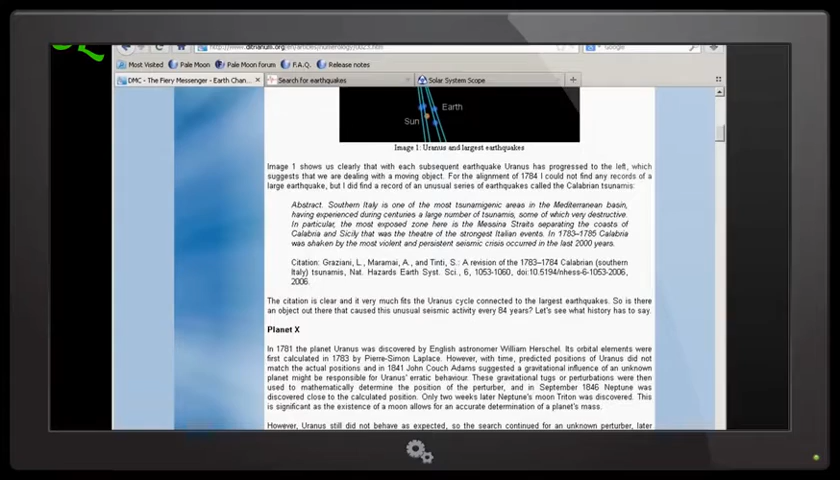 http://www.ditrianum.org/en/articles/numerology/0023.html
Google
Most Visited Pale Moon Pale Moon forum F.A.Q. Release notes
DMC - The Fiery Messenger - Earth Chan... Search for earthquakes Solar System Scope
Earth
Sun
Image 1: Uranus and largest earthquakes
Image 1 shows us clearly that with each subsequent earthquake Uranus has progressed to the left, which
suggests that we are dealing with a moving object. For the alignment of 1784 I could not find any records of a
large earthquake, but I did find a record of an unusual series of earthquakes called the Calabrian tsunamis:
Abstract. Southern Italy is one of the most tsunamigenic areas in the Mediterranean basin,
having experienced during centuries a large number of tsunamis, some of which very destructive.
In particular, the most exposed zone here is the Messina Straits separating the coasts of
Calabria and Sicily that was the theatre of the strongest Italian events. In 1783–1785 Calabria
was shaken by the most violent and persistent seismic crisis occurred in the last 2000 years.
Citation: Graziani, L., Maramai, A., and Tinti, S.: A revision of the 1783–1784 Calabrian (southern
Italy) tsunamis, Nat. Hazards Earth Syst. Sci., 6, 1053-1060, doi:10.5194/nhess-6-1053-2006,
2006.
The citation is clear and it very much fits the Uranus cycle connected to the largest earthquakes. So is there
an object out there that caused this unusual seismic activity every 84 years? Let's see what history has to say.
Planet X
In 1781 the planet Uranus was discovered by English astronomer William Herschel. Its orbital elements were
first calculated in 1783 by Pierre-Simon Laplace. However, with time, predicted positions of Uranus did not
match the actual positions and in 1841 John Couch Adams suggested a gravitational influence of an unknown
planet might be responsible for Uranus' erratic behaviour. These gravitational tugs or perturbations were then
used to mathematically determine the position of the perturber, and in September 1846 Neptune was
discovered close to the calculated position. Only two weeks later Neptune's moon Triton was discovered. This
is significant as the existence of a moon allows for an accurate determination of a planet's mass.
However, Uranus still did not behave as expected, so the search continued for an unknown perturber, later